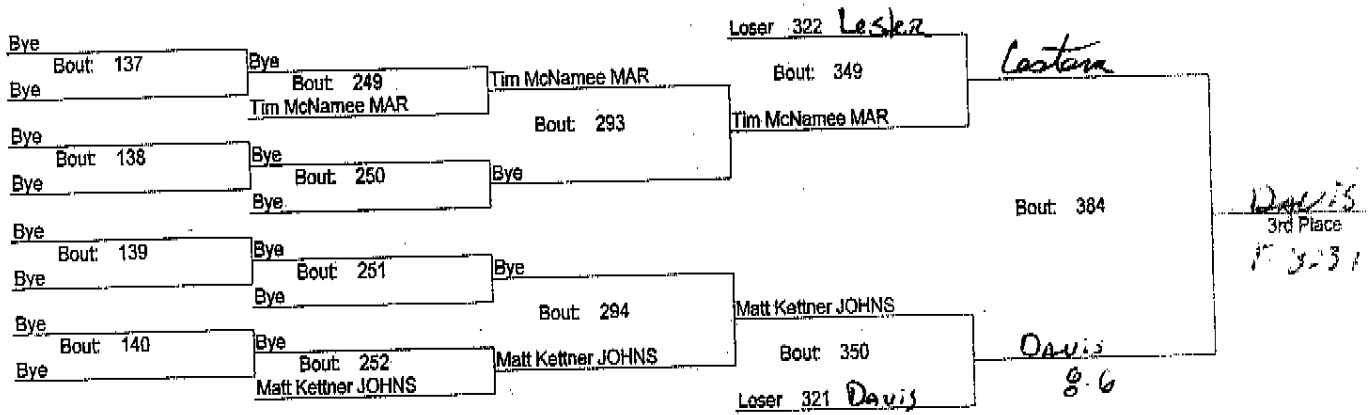 Bye
Bout: 137
Bye
Bye
Bout: 138
Bye
Bye
Bout: 139
Bye
Bye
Bout: 140
Bye
Bye
Bout: 249
Tim McNamee MAR
Bye
Bout: 250
Bye
Bye
Bout: 251
Bye
Bye
Bout: 252
Matt Kettner JOHNS
Tim McNamee MAR
Bout: 293
Bye
Bye
Bout: 294
Matt Kettner JOHNS
Loser 322
Bout: 349
Tim McNamee MAR
Matt Kettner JOHNS
Bout: 350
Loser 321 Davis
Bout: 384
Davis
8-6
Davis
3rd Place